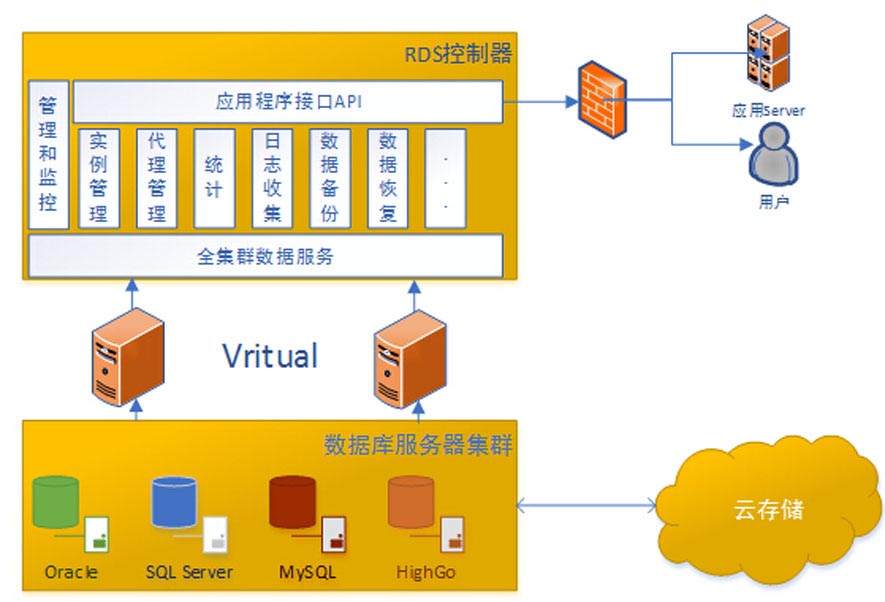 RDS控制器
管理和监控
应用程序接口API
实例管理
代理管理
统计
日志收集
数据备份
数据恢复
...
全集群数据服务
应用Server
用户
Vritual
数据库服务器集群
Oracle
SQL Server
MySQL
HighGo
云存储